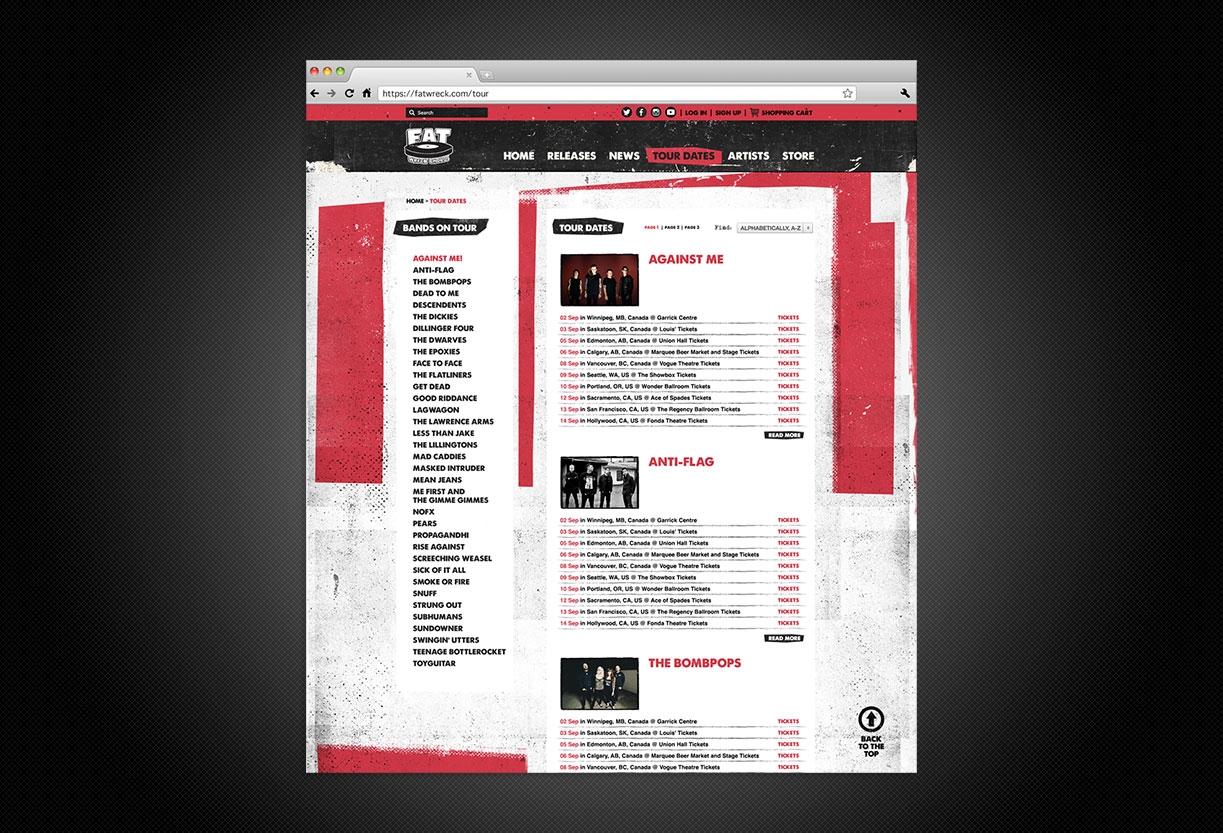 https://fatwreck.com/tour
Search
| LOG IN | SIGN UP | SHOPPING CART
FAT
WRECK CHORDS
HOME RELEASES NEWS TOUR DATES ARTISTS STORE
HOME • TOUR DATES
BANDS ON TOUR
AGAINST ME!
ANTI-FLAG
THE BOMBPOPS
DEAD TO ME
DESCENDENTS
THE DICKIES
DILLINGER FOUR
THE DWARVES
THE EPOXIES
FACE TO FACE
THE FLATLINERS
GET DEAD
GOOD RIDDANCE
LAGWAGON
THE LAWRENCE ARMS
LESS THAN JAKE
THE LILLINGTONS
MAD CADDIES
MASKED INTRUDER
MEAN JEANS
ME FIRST AND
THE GIMME GIMMES
NOFX
PEARS
PROPAGANDHI
RISE AGAINST
SCREECHING WEASEL
SICK OF IT ALL
SMOKE OR FIRE
SNUFF
STRUNG OUT
SUBHUMANS
SUNDOWNER
SWINGIN' UTTERS
TEENAGE BOTTLEROCKET
TOYGUITAR
TOUR DATES PAGE 1 | PAGE 2 | PAGE 3 Find: ALPHABETICALLY, A-Z
AGAINST ME
02 Sep in Winnipeg, MB, Canada @ Garrick Centre TICKETS
03 Sep in Saskatoon, SK, Canada @ Louis' Tickets TICKETS
05 Sep in Edmonton, AB, Canada @ Union Hall Tickets TICKETS
06 Sep in Calgary, AB, Canada @ Marquee Beer Market and Stage Tickets TICKETS
08 Sep in Vancouver, BC, Canada @ Vogue Theatre Tickets TICKETS
09 Sep in Seattle, WA, US @ The Showbox Tickets TICKETS
10 Sep in Portland, OR, US @ Wonder Ballroom Tickets TICKETS
12 Sep in Sacramento, CA, US @ Ace of Spades Tickets TICKETS
13 Sep in San Francisco, CA, US @ The Regency Ballroom Tickets TICKETS
14 Sep in Hollywood, CA, US @ Fonda Theatre Tickets TICKETS
READ MORE
ANTI-FLAG
02 Sep in Winnipeg, MB, Canada @ Garrick Centre TICKETS
03 Sep in Saskatoon, SK, Canada @ Louis' Tickets TICKETS
05 Sep in Edmonton, AB, Canada @ Union Hall Tickets TICKETS
06 Sep in Calgary, AB, Canada @ Marquee Beer Market and Stage Tickets TICKETS
08 Sep in Vancouver, BC, Canada @ Vogue Theatre Tickets TICKETS
09 Sep in Seattle, WA, US @ The Showbox Tickets TICKETS
10 Sep in Portland, OR, US @ Wonder Ballroom Tickets TICKETS
12 Sep in Sacramento, CA, US @ Ace of Spades Tickets TICKETS
13 Sep in San Francisco, CA, US @ The Regency Ballroom Tickets TICKETS
14 Sep in Hollywood, CA, US @ Fonda Theatre Tickets TICKETS
READ MORE
THE BOMBPOPS
02 Sep in Winnipeg, MB, Canada @ Garrick Centre TICKETS
03 Sep in Saskatoon, SK, Canada @ Louis' Tickets TICKETS
05 Sep in Edmonton, AB, Canada @ Union Hall Tickets TICKETS
06 Sep in Calgary, AB, Canada @ Marquee Beer Market and Stage Tickets TICKETS
08 Sep in Vancouver, BC, Canada @ Vogue Theatre Tickets TICKETS
BACK
TO THE
TOP